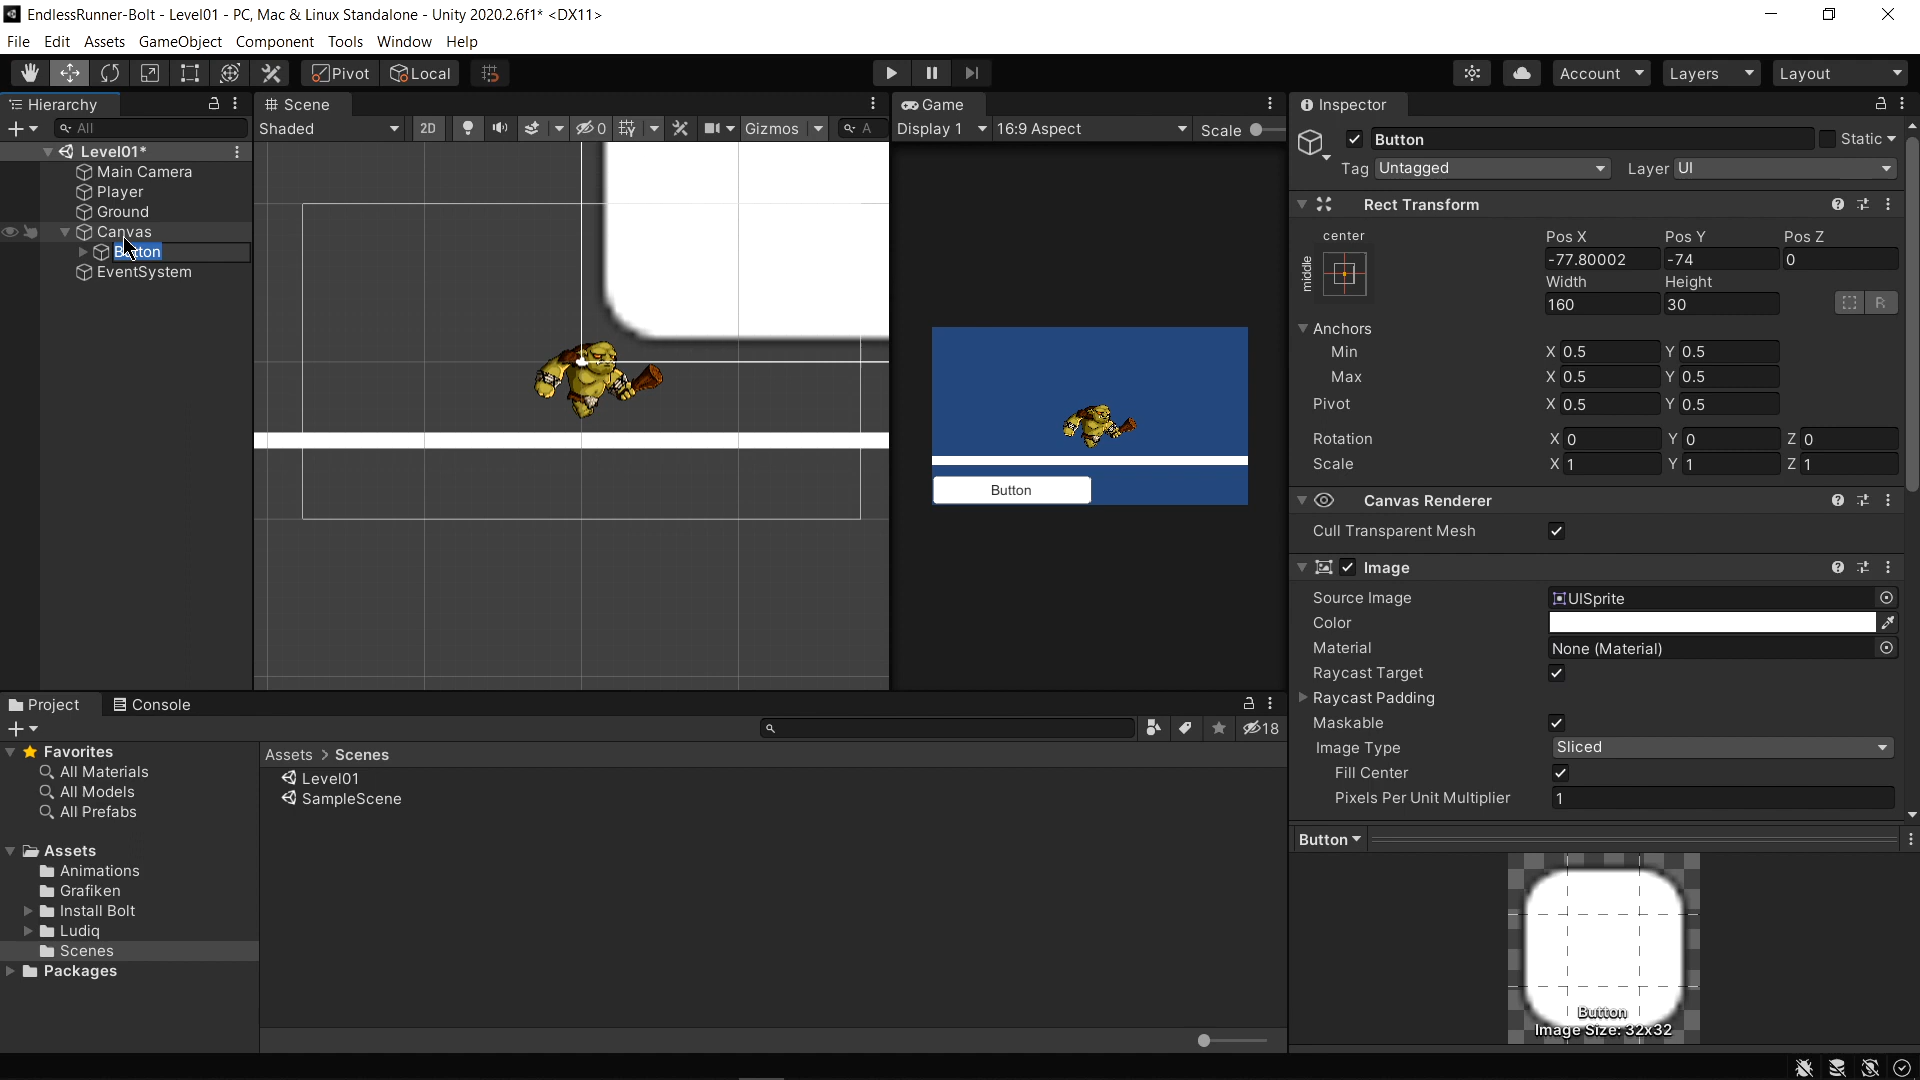 EndlessRunner-Bolt - Level01 - PC, Mac & Linux Standalone - Unity 2020.2.6f1* <DX11>
File Edit Assets GameObject Component Tools Window Help
Pivot Local Account Layers Layout
Hierarchy
All
Level01*
Main Camera
Player
Ground
Canvas
Button
EventSystem
Scene
Shaded 2D 0 Gizmos A
Game
Display 1 16:9 Aspect Scale
Button
Inspector
Button Static
Tag Untagged Layer UI
Rect Transform
center
middle
Pos X Pos Y Pos Z
-77.80002 -74 0
Width Height
160 30 R
Anchors
Min X 0.5 Y 0.5
Max X 0.5 Y 0.5
Pivot X 0.5 Y 0.5
Rotation X 0 Y 0 Z 0
Scale X 1 Y 1 Z 1
Canvas Renderer
Cull Transparent Mesh
Image
Source Image UISprite
Color
Material None (Material)
Raycast Target
Raycast Padding
Maskable
Image Type Sliced
Fill Center
Pixels Per Unit Multiplier 1
Button
Button
Image Size: 32x32
Project Console
18
Favorites
All Materials
All Models
All Prefabs
Assets
Animations
Grafiken
Install Bolt
Ludiq
Scenes
Packages
Assets > Scenes
Level01
SampleScene